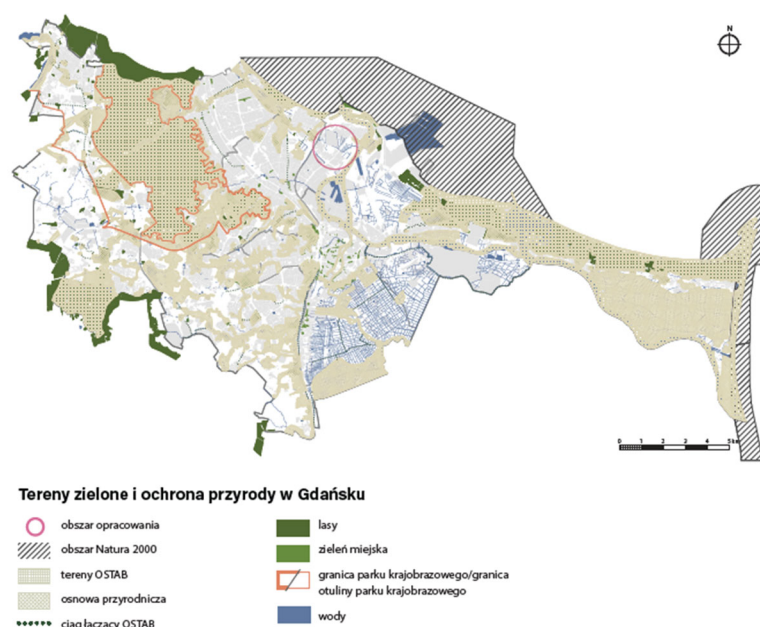 N
0 1 2 3 4 5 km
Tereny zielone i ochrona przyrody w Gdańsku
obszar opracowania
obszar Natura 2000
tereny OSTAB
osnowa przyrodnicza
ciąg łączący OSTAB
lasy
zieleń miejska
granica parku krajobrazowego/granica
otuliny parku krajobrazowego
wody